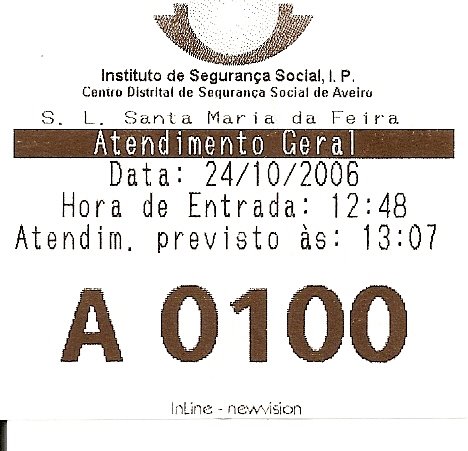 Instituto de Segurança Social, I. P.
Centro Distrital de Segurança Social de Aveiro
S. L. Santa Maria da Feira
Atendimento Geral
Data: 24/10/2006
Hora de Entrada: 12:48
Atendim. previsto às: 13:07
A 0100
InLine - newvision